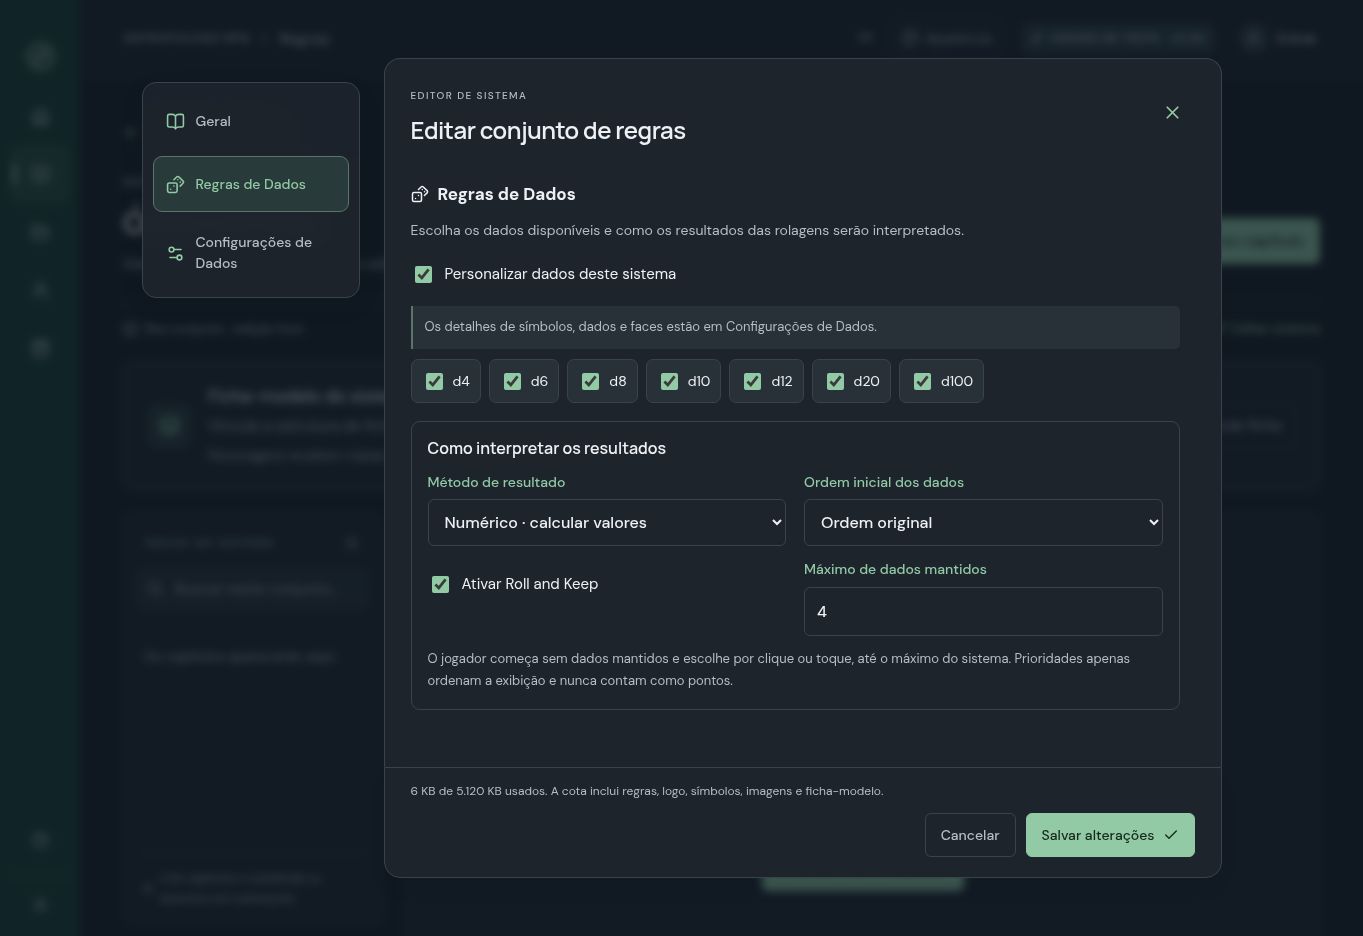 EDITOR DE SISTEMA
Editar conjunto de regras
Geral
Regras de Dados
Configurações de
Dados
Regras de Dados
Escolha os dados disponíveis e como os resultados das rolagens serão interpretados.
Personalizar dados deste sistema
Os detalhes de símbolos, dados e faces estão em Configurações de Dados.
d4 d6 d8 d10 d12 d20 d100
Como interpretar os resultados
Método de resultado
Numérico · calcular valores
Ordem inicial dos dados
Ordem original
Ativar Roll and Keep
Máximo de dados mantidos
4
O jogador começa sem dados mantidos e escolhe por clique ou toque, até o máximo do sistema. Prioridades apenas
ordenam a exibição e nunca contam como pontos.
6 KB de 5.120 KB usados. A cota inclui regras, logo, símbolos, imagens e ficha-modelo.
Cancelar
Salvar alterações